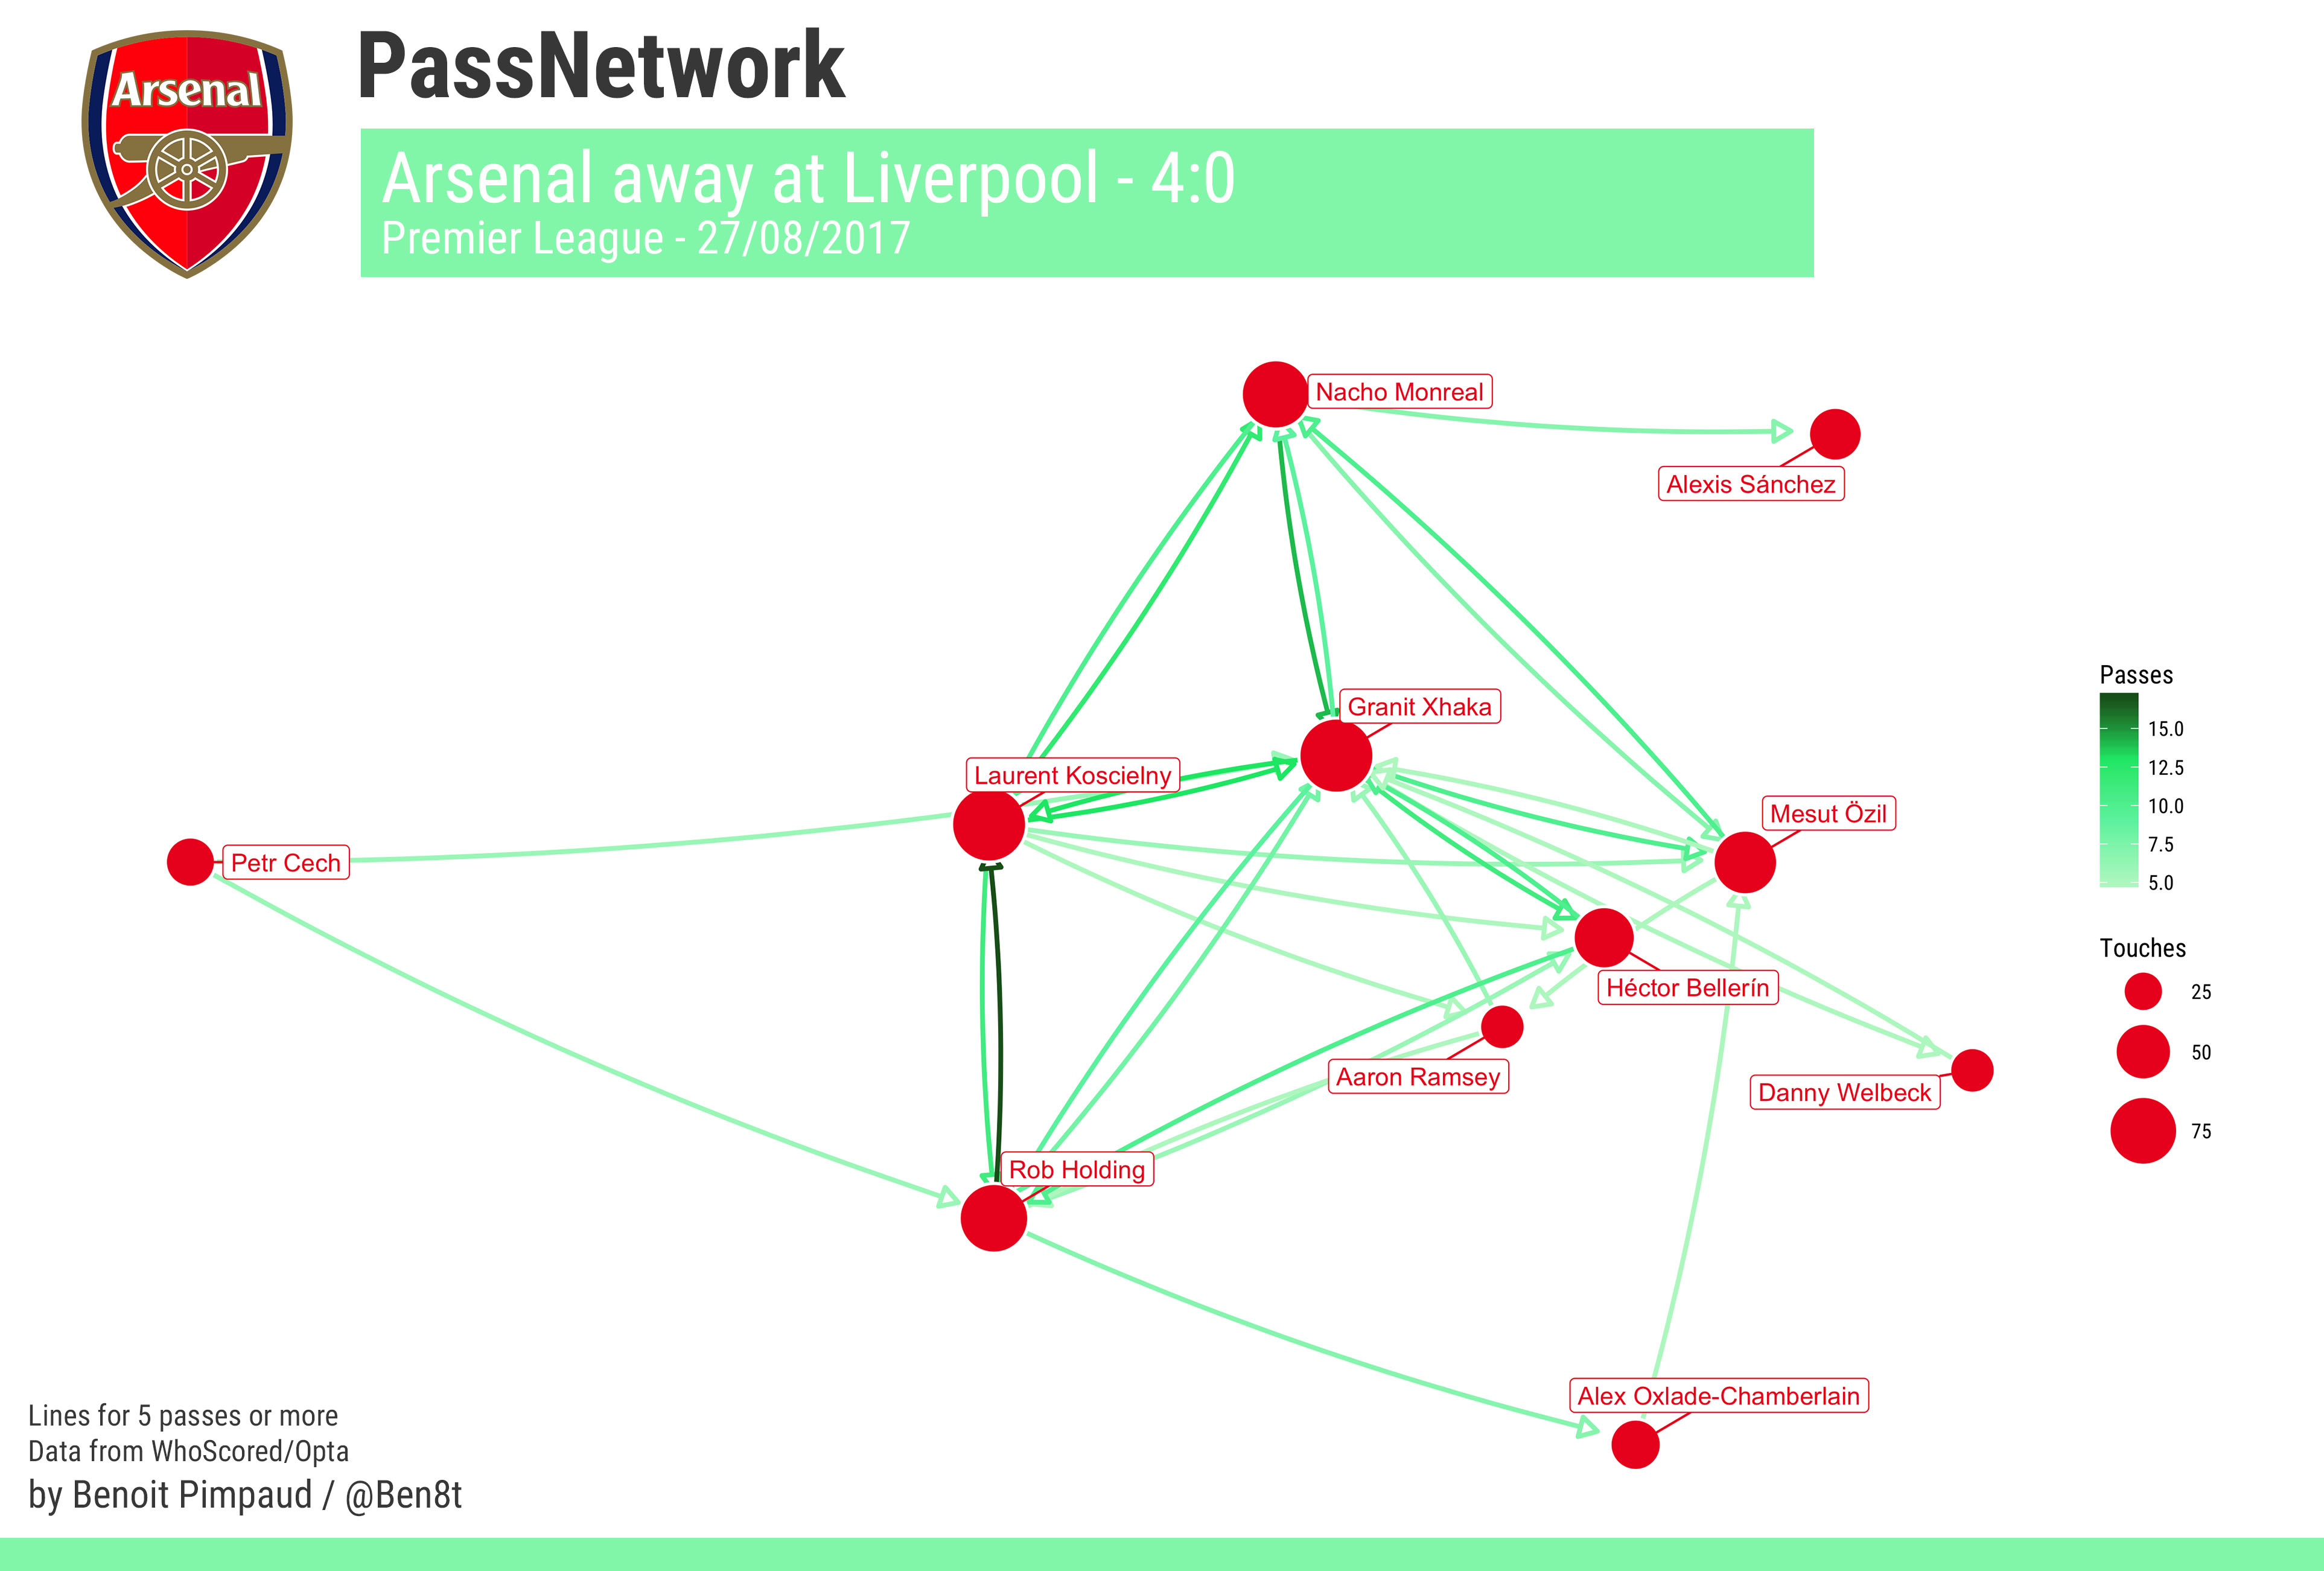 Arsenal
PassNetwork
Arsenal away at Liverpool - 4:0
Premier League - 27/08/2017
Nacho Monreal
Alexis Sánchez
Granit Xhaka
Laurent Koscielny
Mesut Özil
Petr Cech
Héctor Bellerín
Aaron Ramsey
Danny Welbeck
Rob Holding
Alex Oxlade-Chamberlain
Passes
15.0
12.5
10.0
7.5
5.0
Touches
25
50
75
Lines for 5 passes or more
Data from WhoScored/Opta
by Benoit Pimpaud / @Ben8t